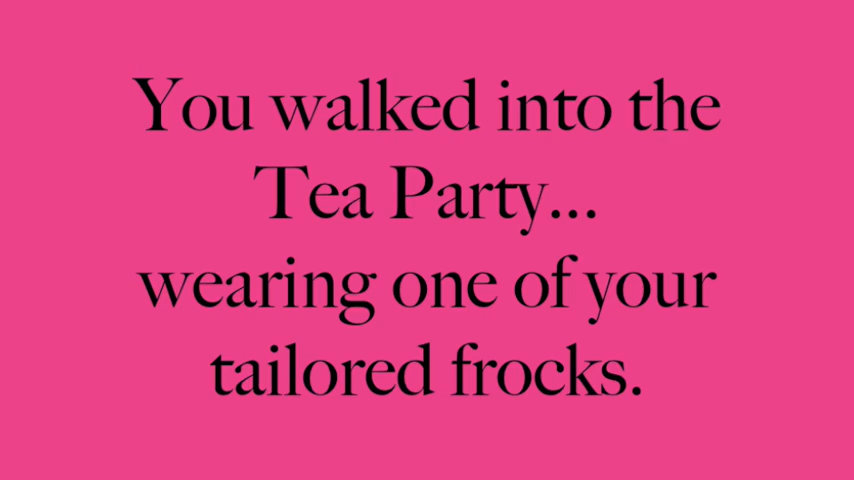 You walked into the
Tea Party...
wearing one of your
tailored frocks.